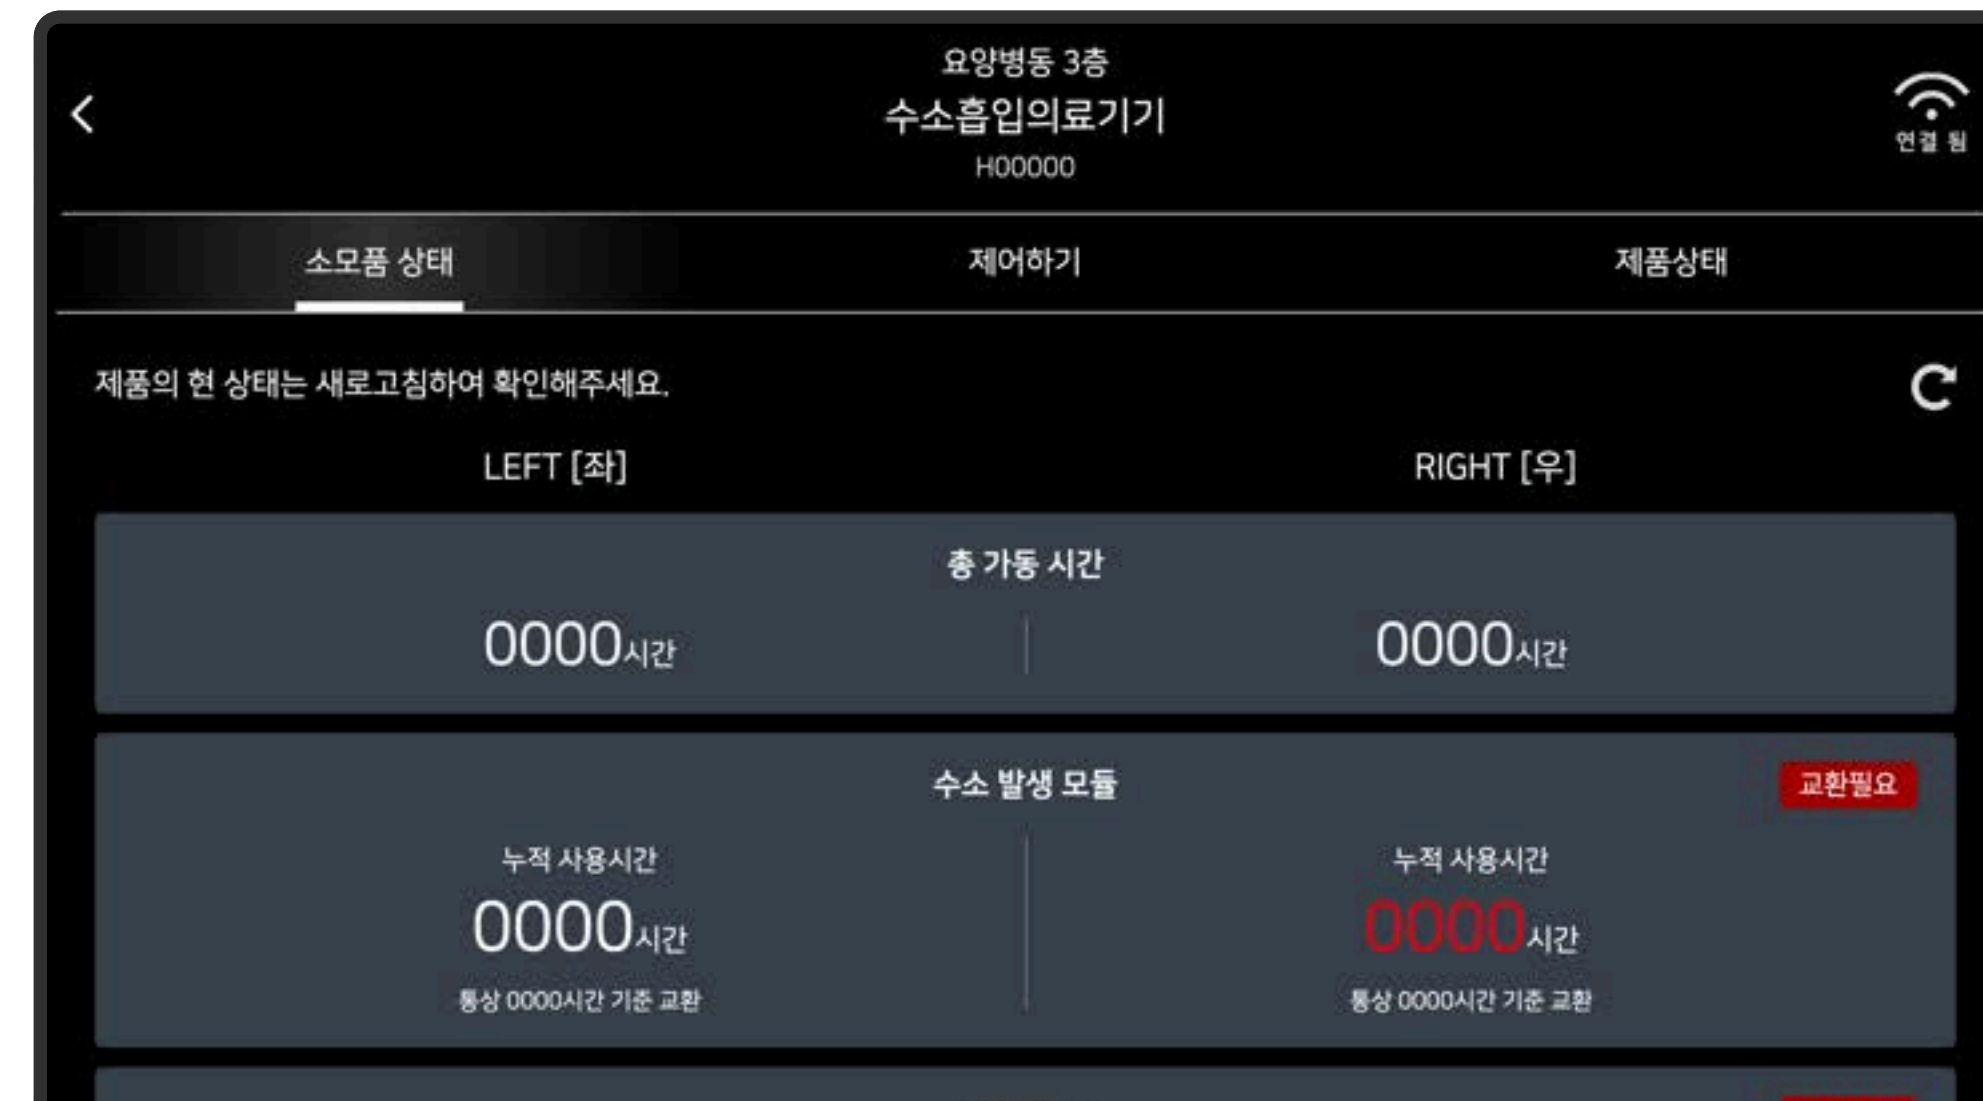 요양병동 3층
수소흡입의료기기
H00000
연결 됨
소모품 상태 제어하기 제품상태
제품의 현 상태는 새로고침하여 확인해주세요.
LEFT [좌] RIGHT [우]
총 가동 시간
0000시간 0000시간
수소 발생 모듈 교환필요
누적 사용시간 누적 사용시간
0000시간 0000시간
통상 0000시간 기준 교환 통상 0000시간 기준 교환